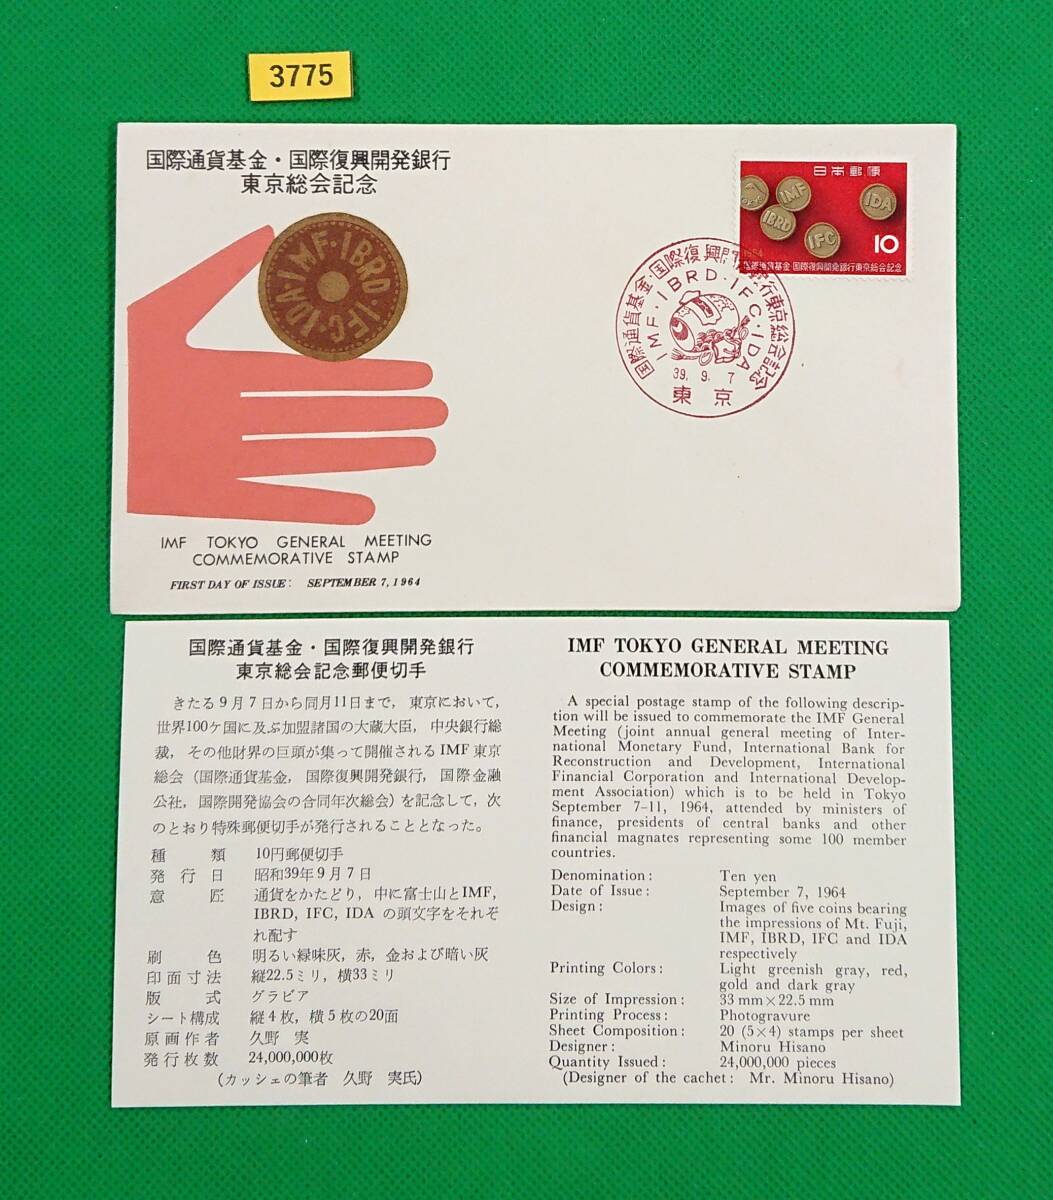 3775
国際通貨基金・国際復興開発銀行
東京総会記念
IMF・IBRD・IFC・IDA・
IMF TOKYO GENERAL MEETING
COMMEMORATIVE STAMP
FIRST DAY OF ISSUE: SEPTEMBER 7, 1964
日本郵便
IMF
IDA
IBRD
IFC
10
1964
国際通貨基金・国際復興開発銀行東京総会記念
IMF・IBRD・IFC・IDA
39. 9. 7
東京
国際通貨基金・国際復興開発銀行
東京総会記念郵便切手
きたる9月7日から同月11日まで，東京において，
世界100ケ国に及ぶ加盟諸国の大蔵大臣，中央銀行総
裁，その他財界の巨頭が集って開催されるIMF東京
総会（国際通貨基金，国際復興開発銀行，国際金融
公社，国際開発協会の合同年次総会）を記念して，次
のとおり特殊郵便切手が発行されることとなった。
種類 10円郵便切手
発行日 昭和39年9月7日
意匠 通貨をかたどり，中に富士山とIMF,
IBRD, IFC, IDA の頭文字をそれぞ
れ配す
刷色 明るい緑味灰，赤，金および暗い灰
印面寸法 縦22.5ミリ，横33ミリ
版式 グラビア
シート構成 縦4枚，横5枚の20面
原画作者 久野 実
発行枚数 24,000,000枚
（カッシェの筆者 久野 実氏）
IMF TOKYO GENERAL MEETING
COMMEMORATIVE STAMP
A special postage stamp of the following descrip-
tion will be issued to commemorate the IMF General
Meeting (joint annual general meeting of Inter-
national Monetary Fund, International Bank for
Reconstruction and Development, International
Financial Corporation and International Develop-
ment Association) which is to be held in Tokyo
September 7-11, 1964, attended by ministers of
finance, presidents of central banks and other
financial magnates representing some 100 member
countries.
Denomination: Ten yen
Date of Issue: September 7, 1964
Design: Images of five coins bearing
the impressions of Mt. Fuji,
IMF, IBRD, IFC and IDA
respectively
Printing Colors: Light greenish gray, red,
gold and dark gray
Size of Impression: 33 mm×22.5 mm
Printing Process: Photogravure
Sheet Composition: 20 (5×4) stamps per sheet
Designer: Minoru Hisano
Quantity Issued: 24,000,000 pieces
(Designer of the cachet: Mr. Minoru Hisano)